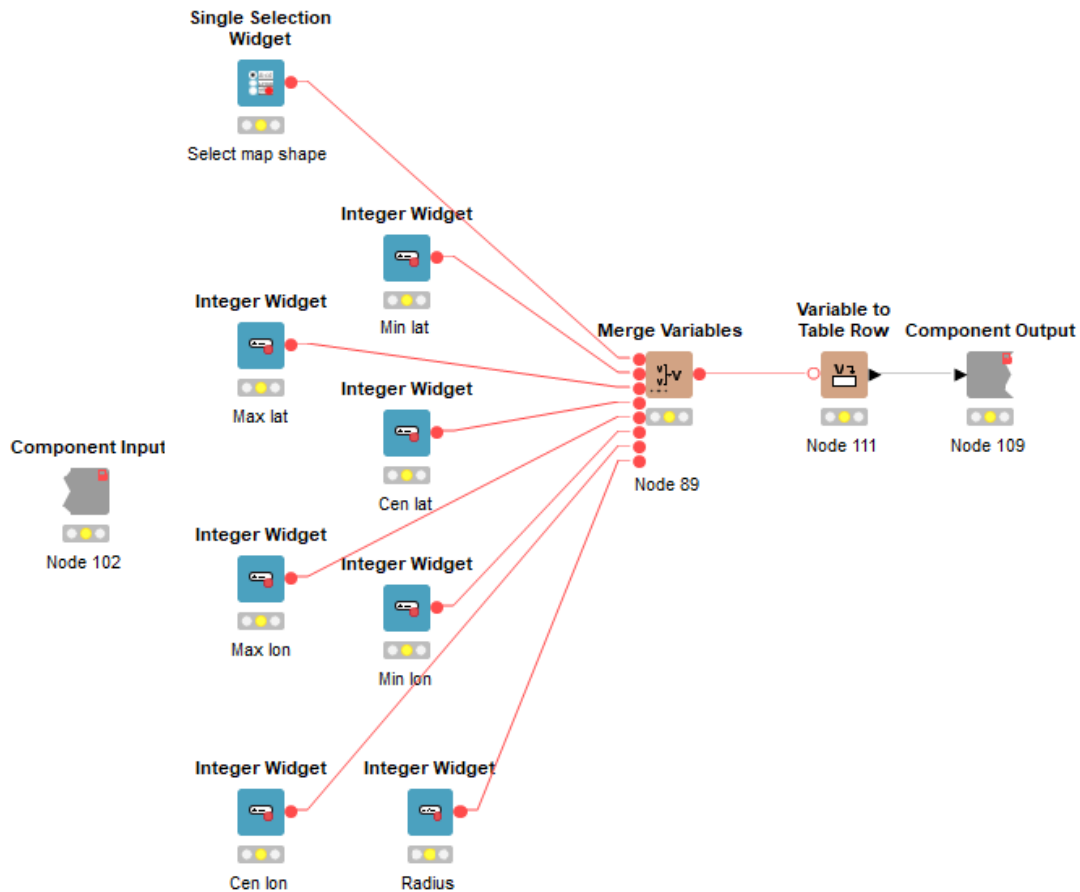 Single Selection
Widget
Select map shape
Integer Widget
Min lat
Integer Widget
Max lat
Merge Variables
Node 89
Variable to
Table Row
Node 111
Component Output
Node 109
Integer Widget
Cen lat
Component Input
Node 102
Integer Widget
Max lon
Integer Widget
Min lon
Integer Widget
Cen lon
Integer Widget
Radius